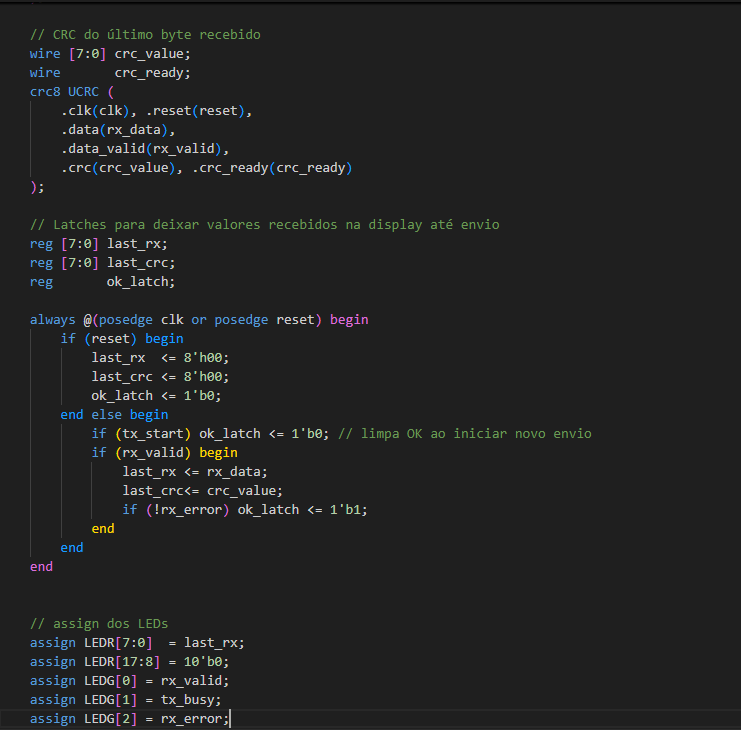 // CRC do último byte recebido
wire [7:0] crc_value;
wire       crc_ready;
crc8 UCRC (
    .clk(clk), .reset(reset),
    .data(rx_data),
    .data_valid(rx_valid),
    .crc(crc_value), .crc_ready(crc_ready)
);

// Latches para deixar valores recebidos na display até envio
reg [7:0] last_rx;
reg [7:0] last_crc;
reg       ok_latch;

always @(posedge clk or posedge reset) begin
    if (reset) begin
        last_rx  <= 8'h00;
        last_crc <= 8'h00;
        ok_latch <= 1'b0;
    end else begin
        if (tx_start) ok_latch <= 1'b0; // limpa OK ao iniciar novo envio
        if (rx_valid) begin
            last_rx <= rx_data;
            last_crc<= crc_value;
            if (!rx_error) ok_latch <= 1'b1;
        end
    end
end

// assign dos LEDs
assign LEDR[7:0]  = last_rx;
assign LEDR[17:8] = 10'b0;
assign LEDG[0] = rx_valid;
assign LEDG[1] = tx_busy;
assign LEDG[2] = rx_error;